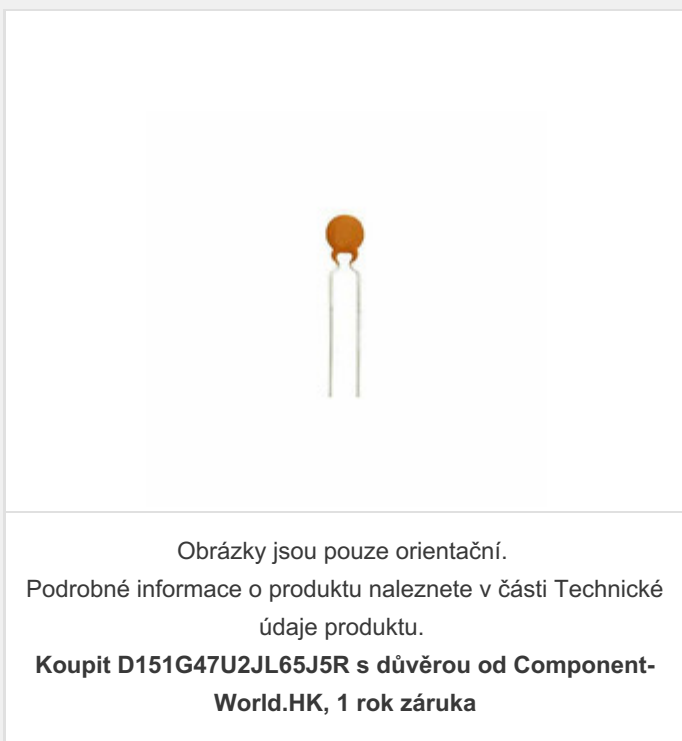 Obrázky jsou pouze orientační.
Podrobné informace o produktu naleznete v části Technické
údaje produktu.
Koupit D151G47U2JL65J5R s důvěrou od Component-
World.HK, 1 rok záruka